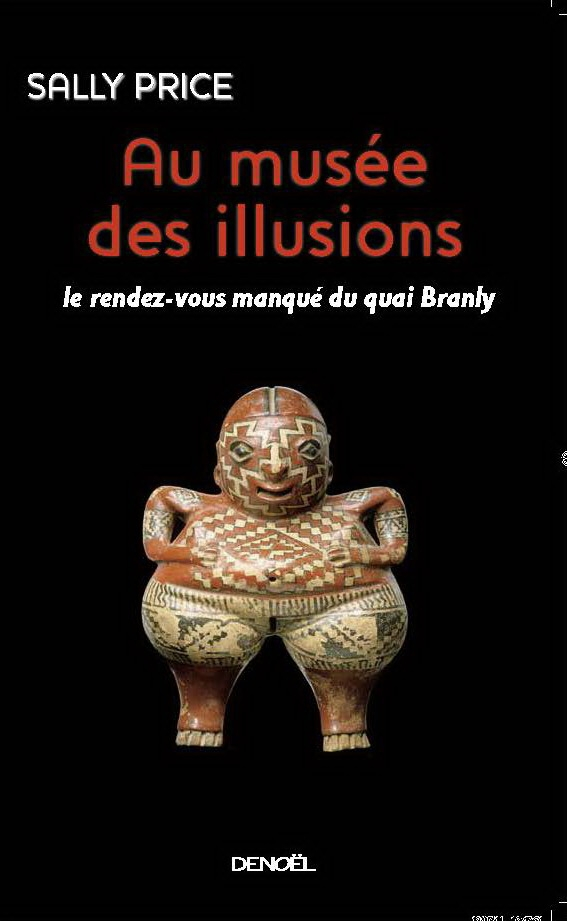 SALLY PRICE
Au musée
des illusions
le rendez-vous manqué du quai Branly
DENOËL